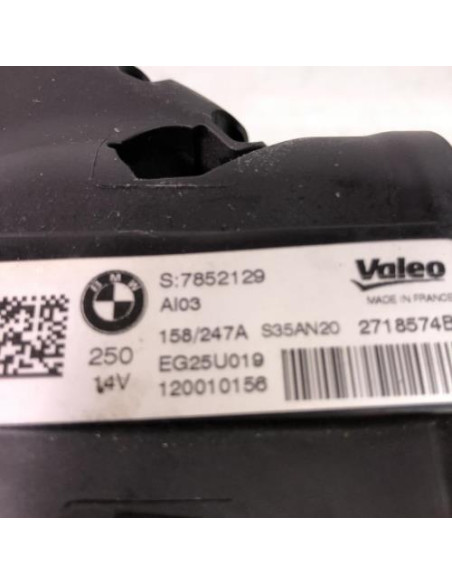 BMW
S:7852129
Valeo
AI03
MADE IN FRANCE
158/247A S35AN20 2718574B
250 EG25U019
14V 120010156